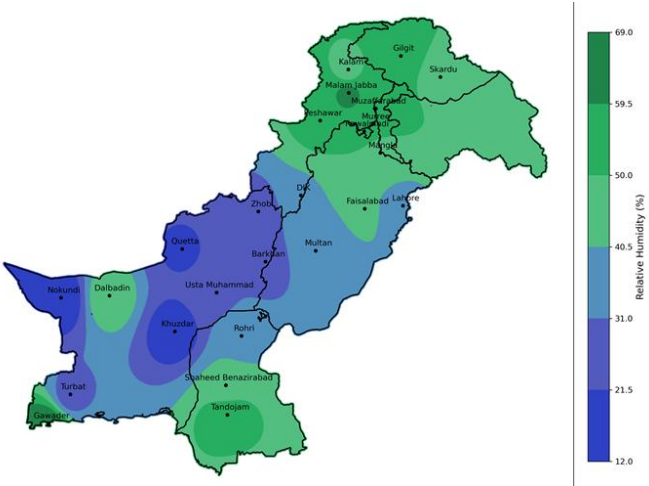 Gilgit
Kalam
Skardu
Malam Jabba
Muzaffarabad
Peshawar
Murree
Rawalpindi
Mangla
DIK
Zhob
Faisalabad
Lahore
Quetta
Multan
Barkhan
Nokundi
Dalbadin
Usta Muhammad
Khuzdar
Rohri
Turbat
Shaheed Benazirabad
Gawader
Tandojam
69.0
59.5
50.0
40.5
31.0
21.5
12.0
Relative Humidity (%)